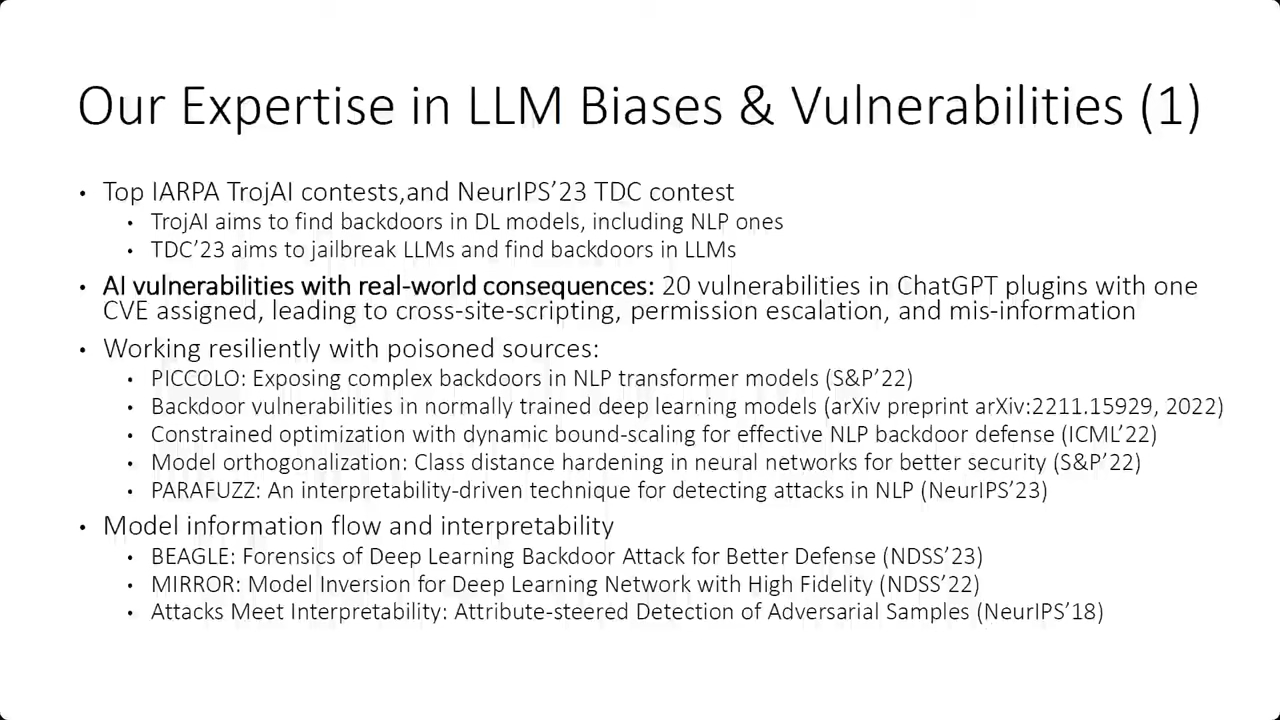 Our Expertise in LLM Biases & Vulnerabilities (1)
• Top IARPA TrojAI contests,and NeurIPS’23 TDC contest
• TrojAI aims to find backdoors in DL models, including NLP ones
• TDC’23 aims to jailbreak LLMs and find backdoors in LLMs
• AI vulnerabilities with real-world consequences: 20 vulnerabilities in ChatGPT plugins with one
CVE assigned, leading to cross-site-scripting, permission escalation, and mis-information
• Working resiliently with poisoned sources:
• PICCOLO: Exposing complex backdoors in NLP transformer models (S&P’22)
• Backdoor vulnerabilities in normally trained deep learning models (arXiv preprint arXiv:2211.15929, 2022)
• Constrained optimization with dynamic bound-scaling for effective NLP backdoor defense (ICML’22)
• Model orthogonalization: Class distance hardening in neural networks for better security (S&P’22)
• PARAFUZZ: An interpretability-driven technique for detecting attacks in NLP (NeurIPS’23)
• Model information flow and interpretability
• BEAGLE: Forensics of Deep Learning Backdoor Attack for Better Defense (NDSS’23)
• MIRROR: Model Inversion for Deep Learning Network with High Fidelity (NDSS’22)
• Attacks Meet Interpretability: Attribute-steered Detection of Adversarial Samples (NeurIPS’18)